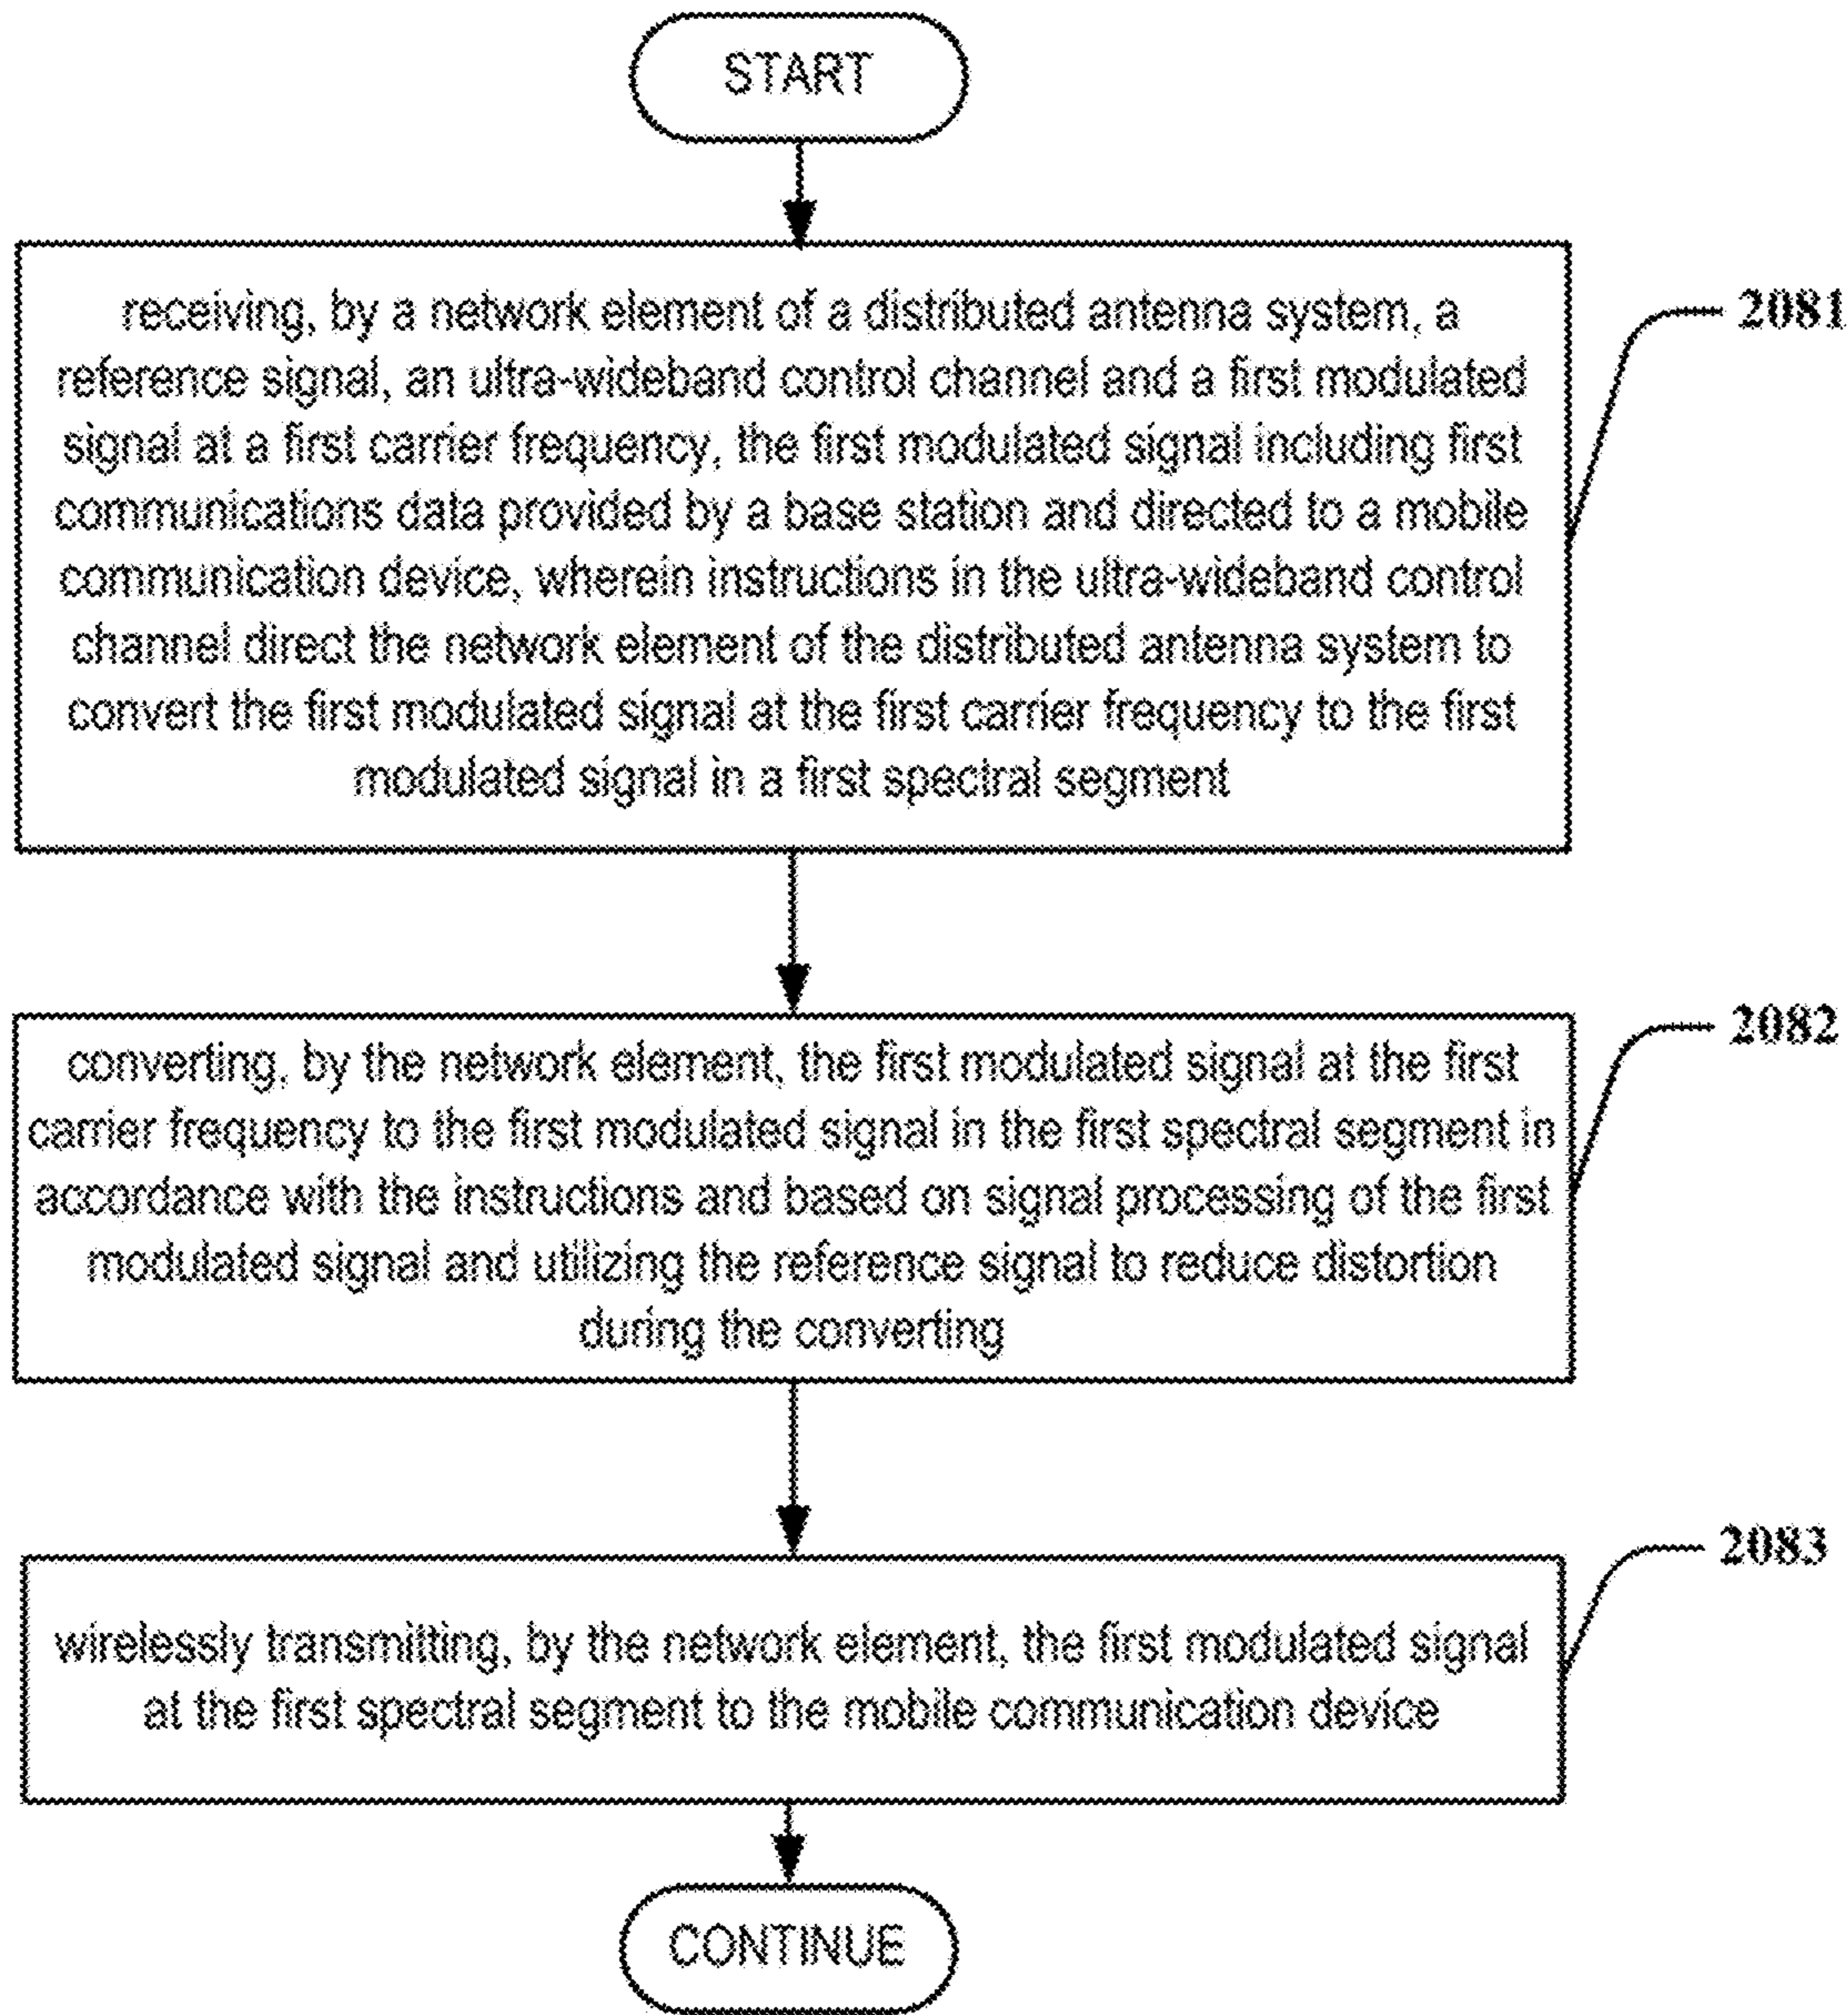 START
receiving, by a network element of a distributed antenna system, a
reference signal, an ultra-wideband control channel and a first modulated
signal at a first carrier frequency, the first modulated signal including first
communications data provided by a base station and directed to a mobile
communication device, wherein instructions in the ultra-wideband control
channel direct the network element of the distributed antenna system to
convert the first modulated signal at the first carrier frequency to the first
modulated signal in a first spectral segment
2081
converting, by the network element, the first modulated signal at the first
carrier frequency to the first modulated signal in the first spectral segment in
accordance with the instructions and based on signal processing of the first
modulated signal and utilizing the reference signal to reduce distortion
during the converting
2082
wirelessly transmitting, by the network element, the first modulated signal
at the first spectral segment to the mobile communication device
2083
CONTINUE